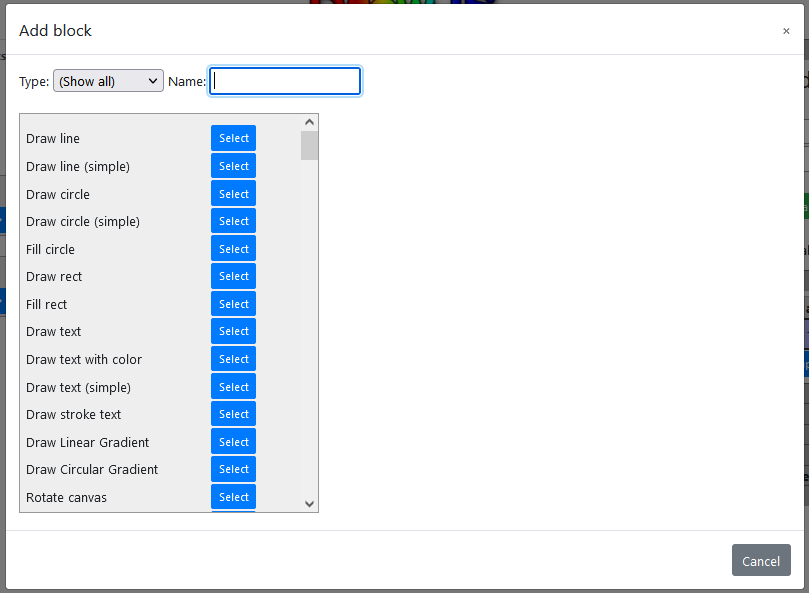 Add block ×
Type: (Show all) Name:
Draw line Select
Draw line (simple) Select
Draw circle Select
Draw circle (simple) Select
Fill circle Select
Draw rect Select
Fill rect Select
Draw text Select
Draw text with color Select
Draw text (simple) Select
Draw stroke text Select
Draw Linear Gradient Select
Draw Circular Gradient Select
Rotate canvas Select
Cancel